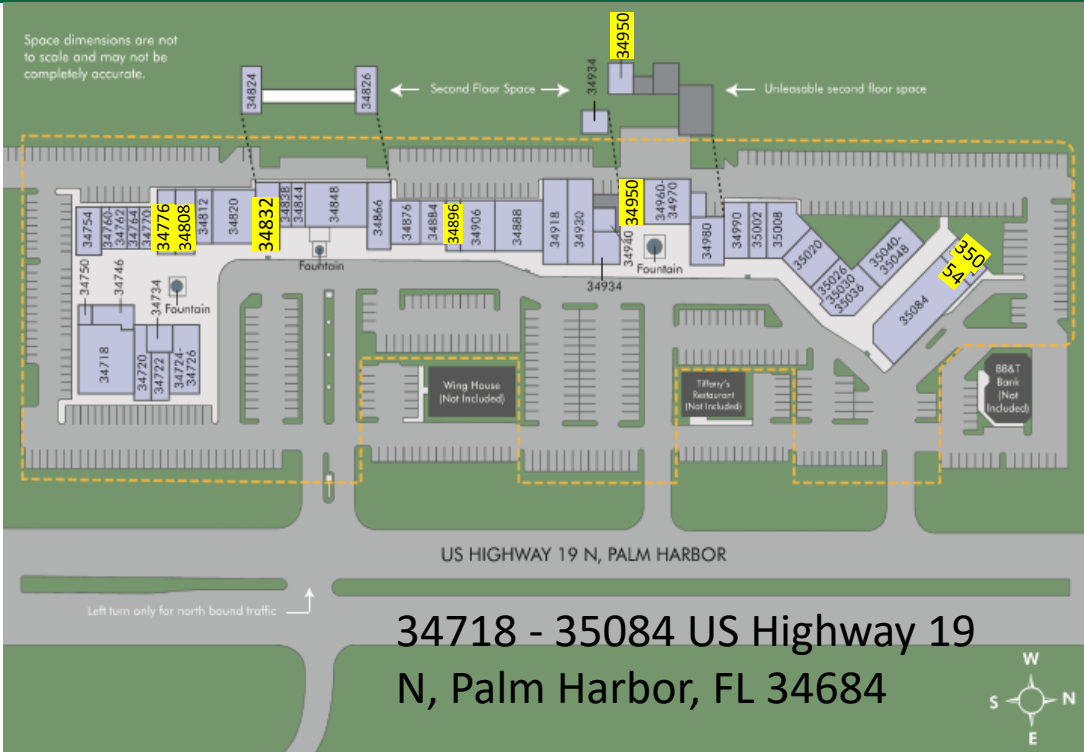 Space dimensions are not
to scale and may not be
completely accurate.
34824
34826
Second Floor Space
34934
34950
Unleasable second floor space
34754
34760-
34762
34764
34770
34776
34808
34812
34820
34832
34838
34844
34848
34866
34876
34884
34896
34906
34888
34918
34930
34934
34940
34950
34960-
34970
34980
34990
35002
35008
35020
35026
35030
35036
35040-
35048
350
54
35084
Fountain
Fountain
Fountain
34750
34746
34734
34718
34720
34722
34724-
34726
Wing House
(Not Included)
Tiffany's
Restaurant
(Not Included)
BB&T
Bank
(Not
Included)
US HIGHWAY 19 N, PALM HARBOR
Left turn only for north bound traffic
34718 - 35084 US Highway 19
N, Palm Harbor, FL 34684
W
S
N
E